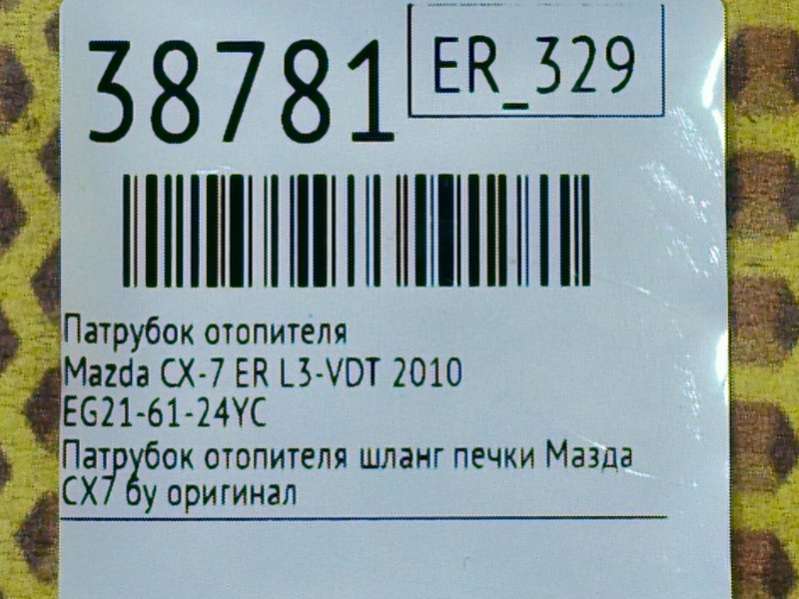 38781
ER_329
Патрубок отопителя
Mazda CX-7 ER L3-VDT 2010
EG21-61-24YC
Патрубок отопителя шланг печки Мазда
CX7 бу оригинал